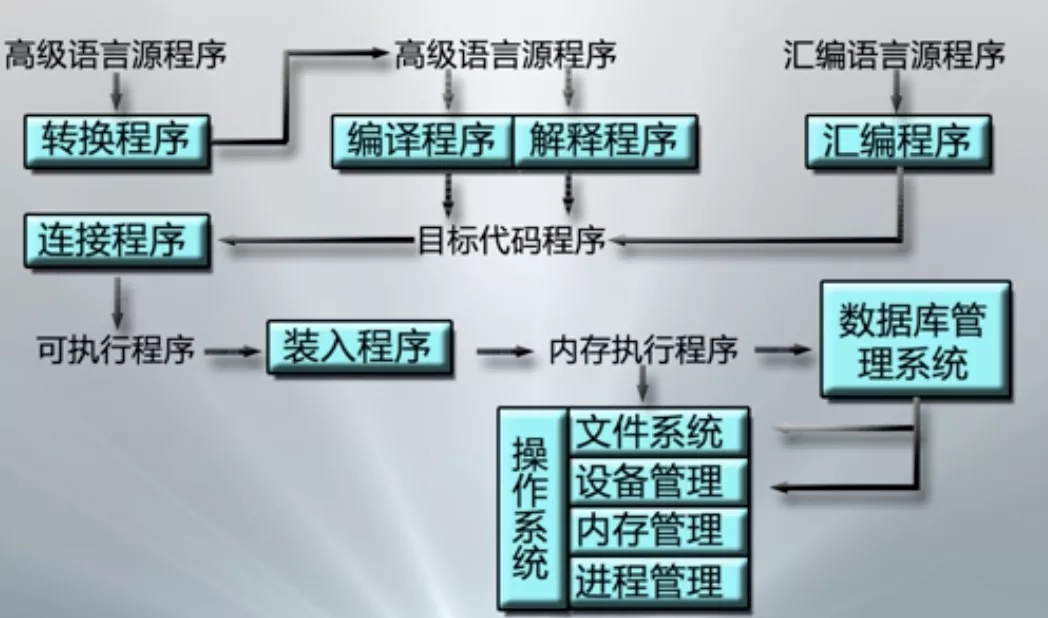 高级语言源程序
高级语言源程序
汇编语言源程序
转换程序
编译程序
解释程序
汇编程序
连接程序
目标代码程序
可执行程序
装入程序
内存执行程序
数据库管
理系统
操作系统
文件系统
设备管理
内存管理
进程管理